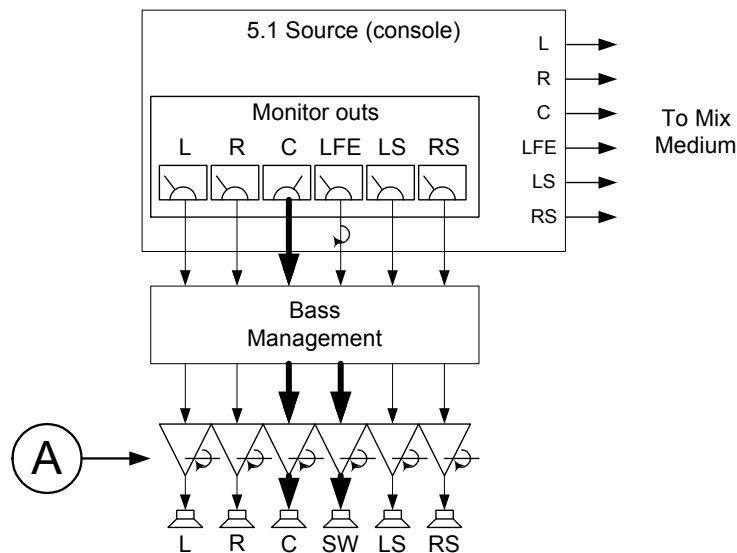 5.1 Source (console)
L
R
C
LFE
LS
RS
To Mix
Medium
Monitor outs
L R C LFE LS RS
Bass
Management
A
L R C SW LS RS